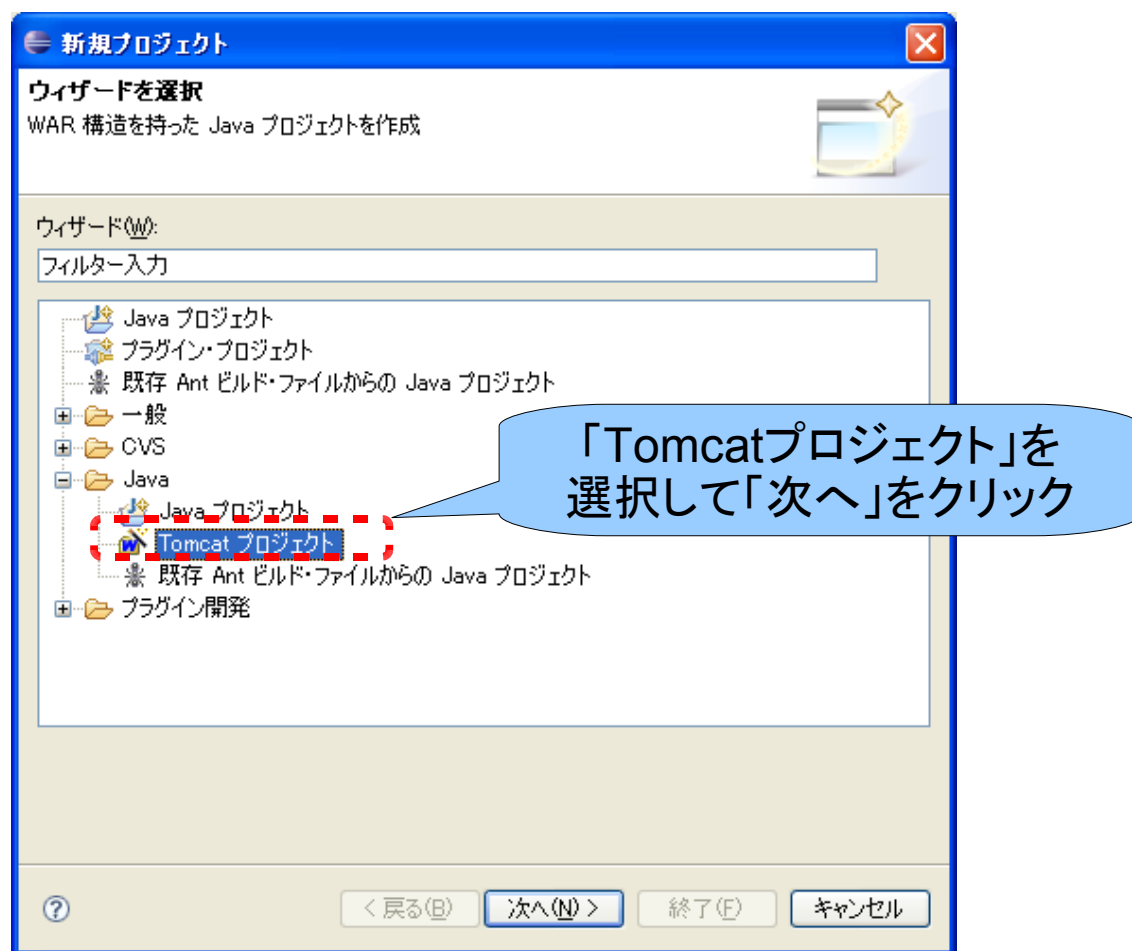 新規プロジェクト
ウィザードを選択
WAR 構造を持った Java プロジェクトを作成
ウィザード(W):
フィルター入力
Java プロジェクト
プラグイン・プロジェクト
既存 Ant ビルド・ファイルからの Java プロジェクト
一般
CVS
Java
Java プロジェクト
Tomcat プロジェクト
既存 Ant ビルド・ファイルからの Java プロジェクト
プラグイン開発
「Tomcatプロジェクト」を
選択して「次へ」をクリック
? < 戻る(B) 次へ(N) > 終了(F) キャンセル